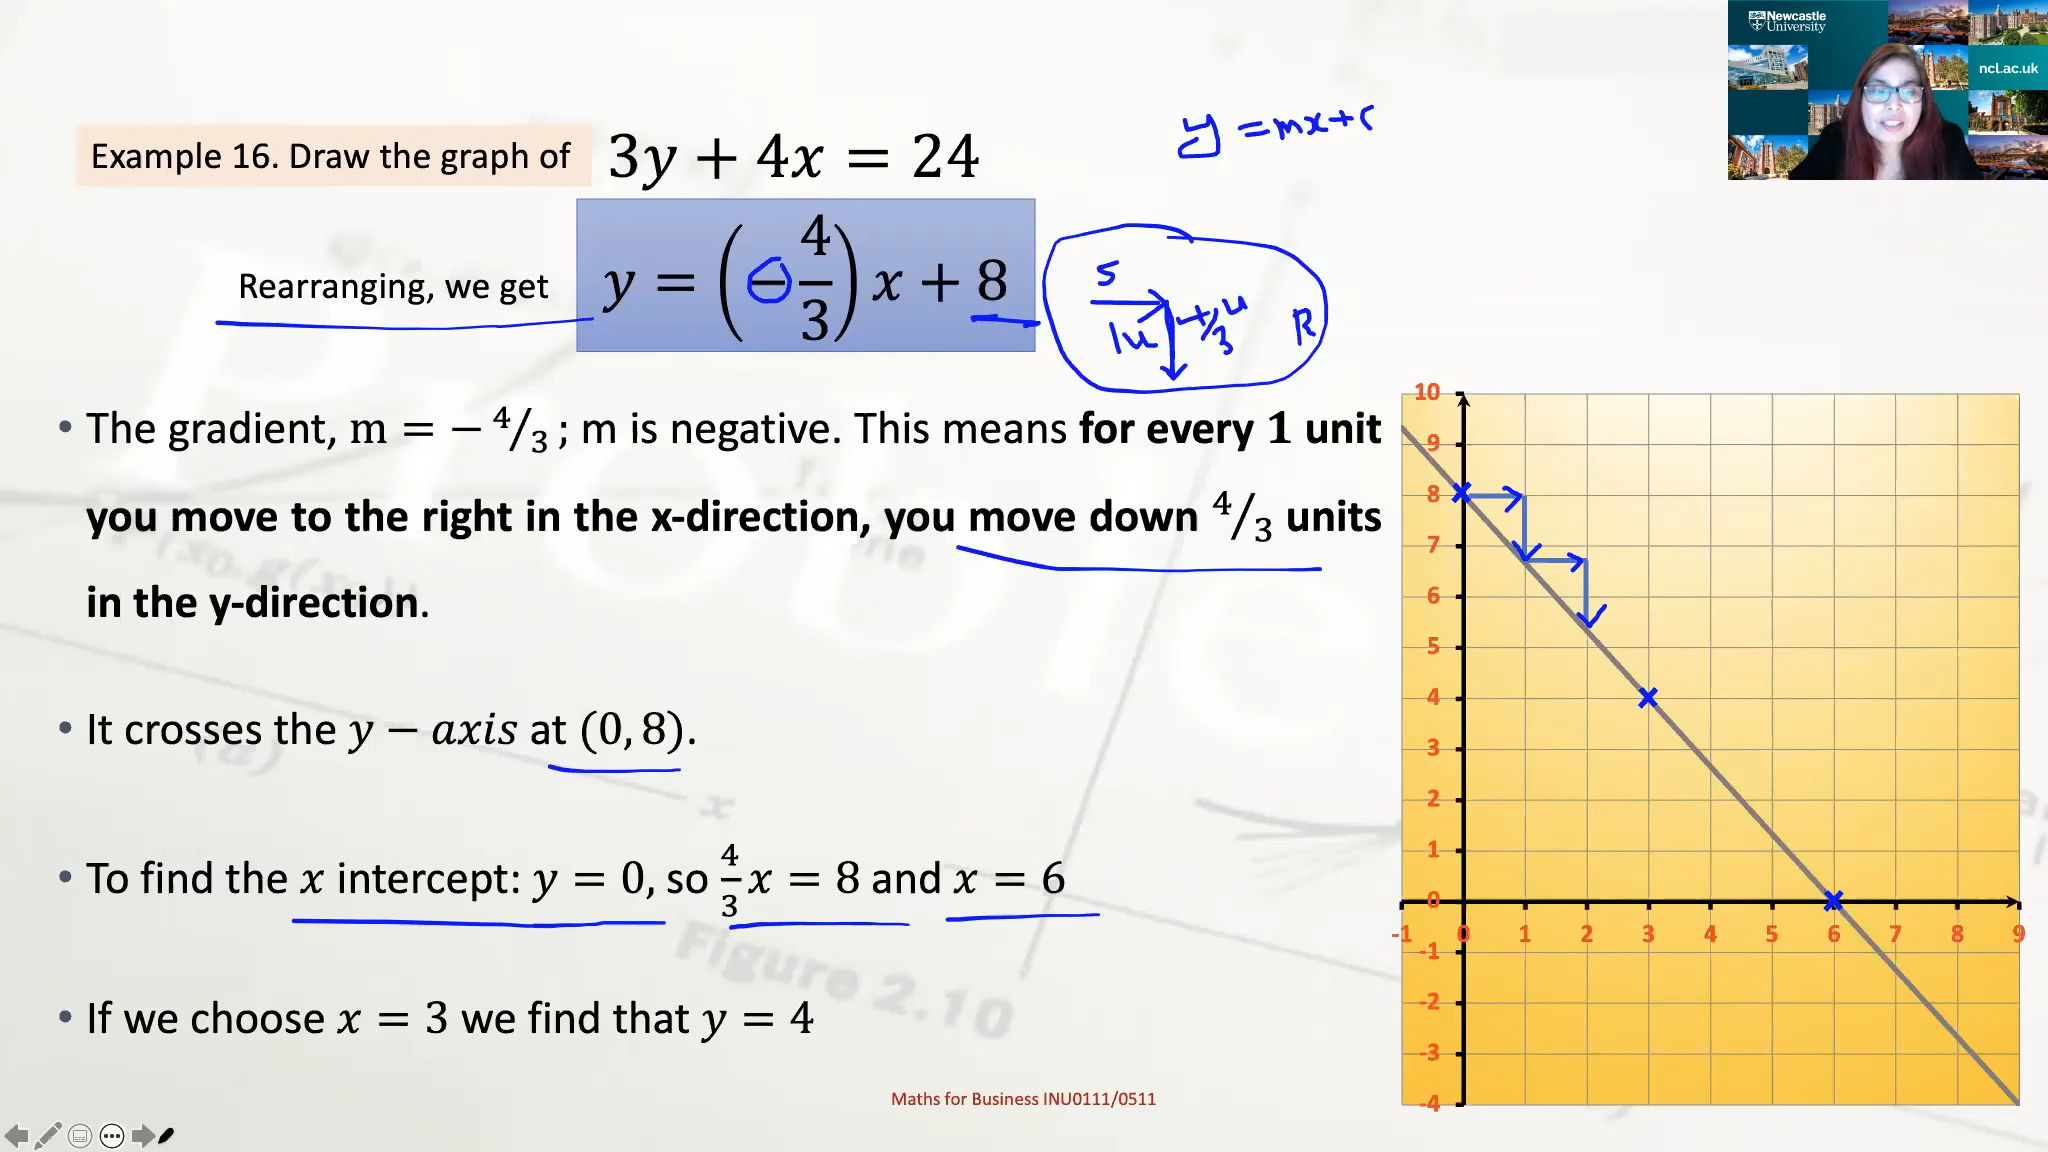 Newcastle
University
ncl.ac.uk
y = mx + c
Example 16. Draw the graph of 3y + 4x = 24
Rearranging, we get y = (−4/3)x + 8
S
1u 4/3 u R
• The gradient, m = − 4/3 ; m is negative. This means for every 1 unit
you move to the right in the x-direction, you move down 4/3 units
in the y-direction.
• It crosses the y − axis at (0, 8).
• To find the x intercept: y = 0, so 4/3 x = 8 and x = 6
• If we choose x = 3 we find that y = 4
10
9
8
7
6
5
4
3
2
1
0
-1 0 1 2 3 4 5 6 7 8 9
-1
-2
-3
-4
Figure 2.10
Maths for Business INU0111/0511